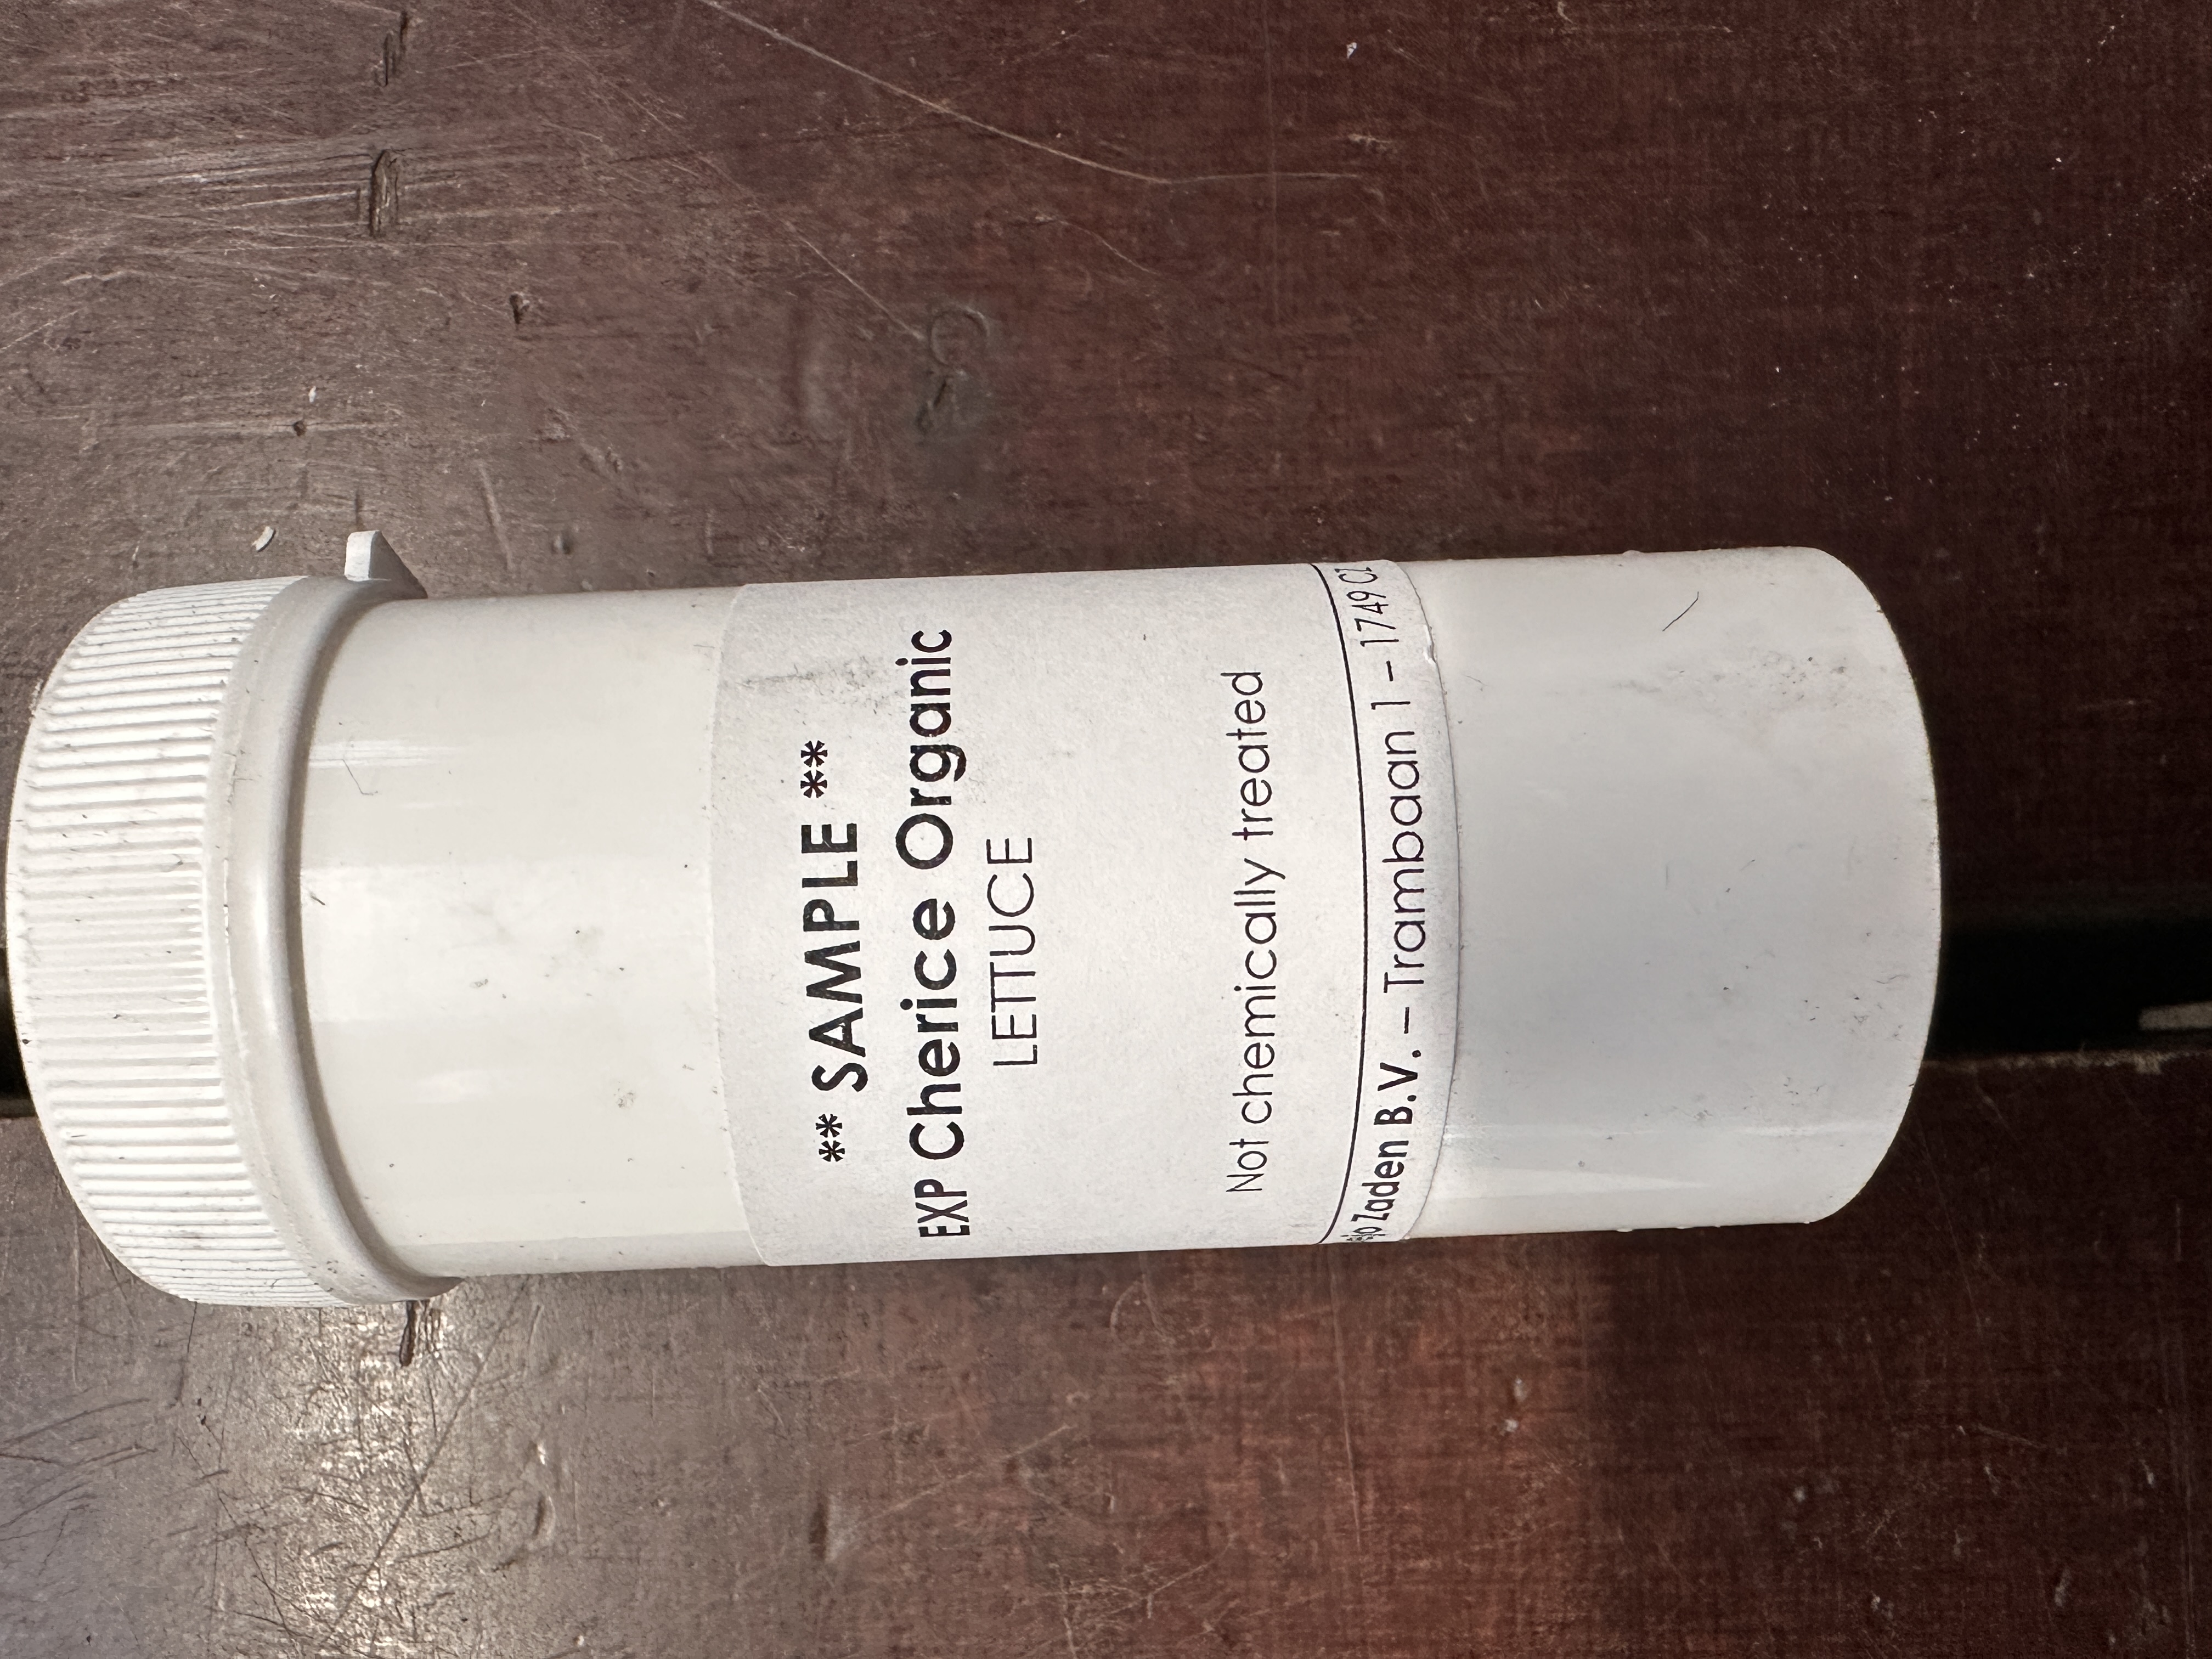 ** SAMPLE **
EXP Cherice Organic
LETTUCE
Not chemically treated
Zaden B.V. – Trambaan 1 – 1749 CZ